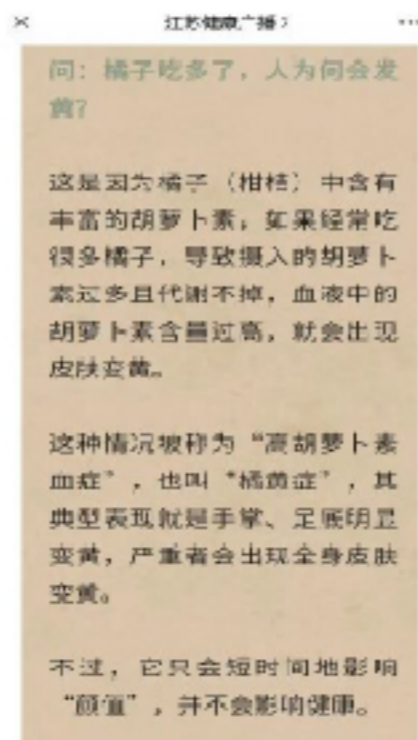 江苏健康广播
问：橘子吃多了，人为何会发
黄？
这是因为橘子（柑桔）中含有
丰富的胡萝卜素；如果经常吃
很多橘子，导致摄入的胡萝卜
素过多且代谢不掉，血液中的
胡萝卜素含量过高，就会出现
皮肤变黄。
这种情况被称为“高胡萝卜素
血症”，也叫“橘黄症”，其
典型表现就是手掌、足底明显
变黄，严重者会出现全身皮肤
变黄。
不过，它只会短时间地影响
“颜值”，并不会影响健康。